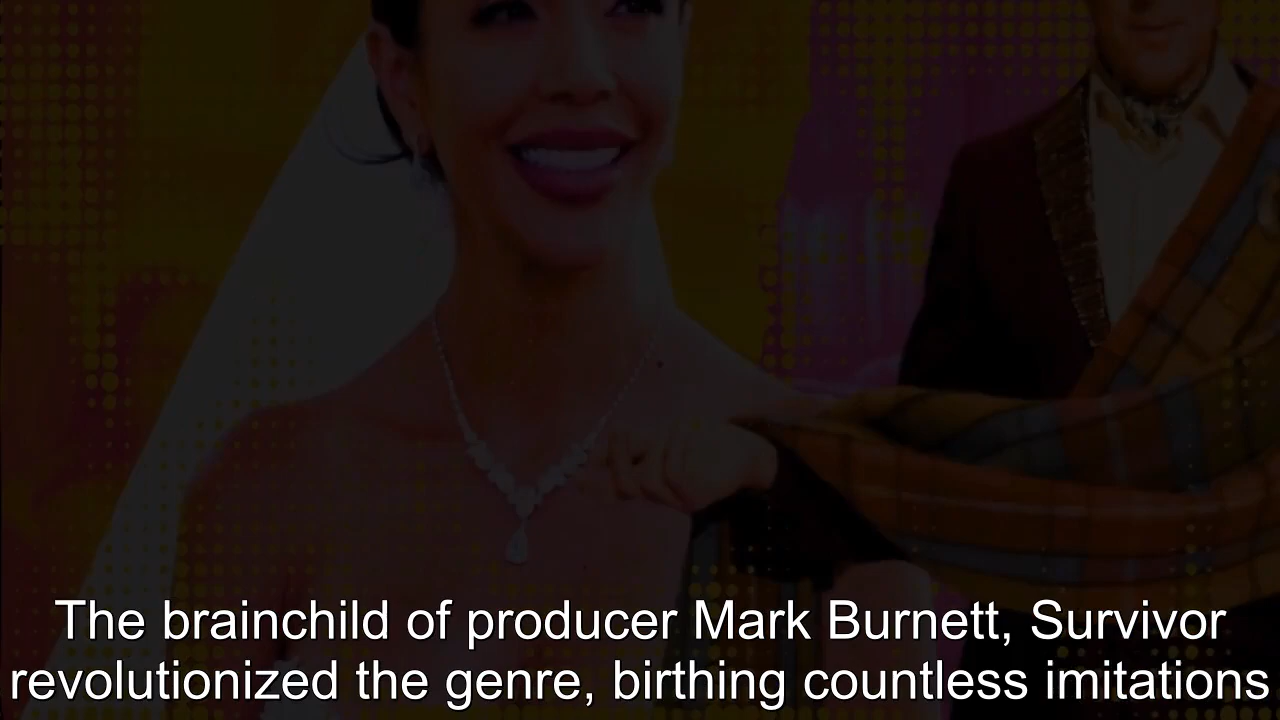 The brainchild of producer Mark Burnett, Survivor
revolutionized the genre, birthing countless imitations